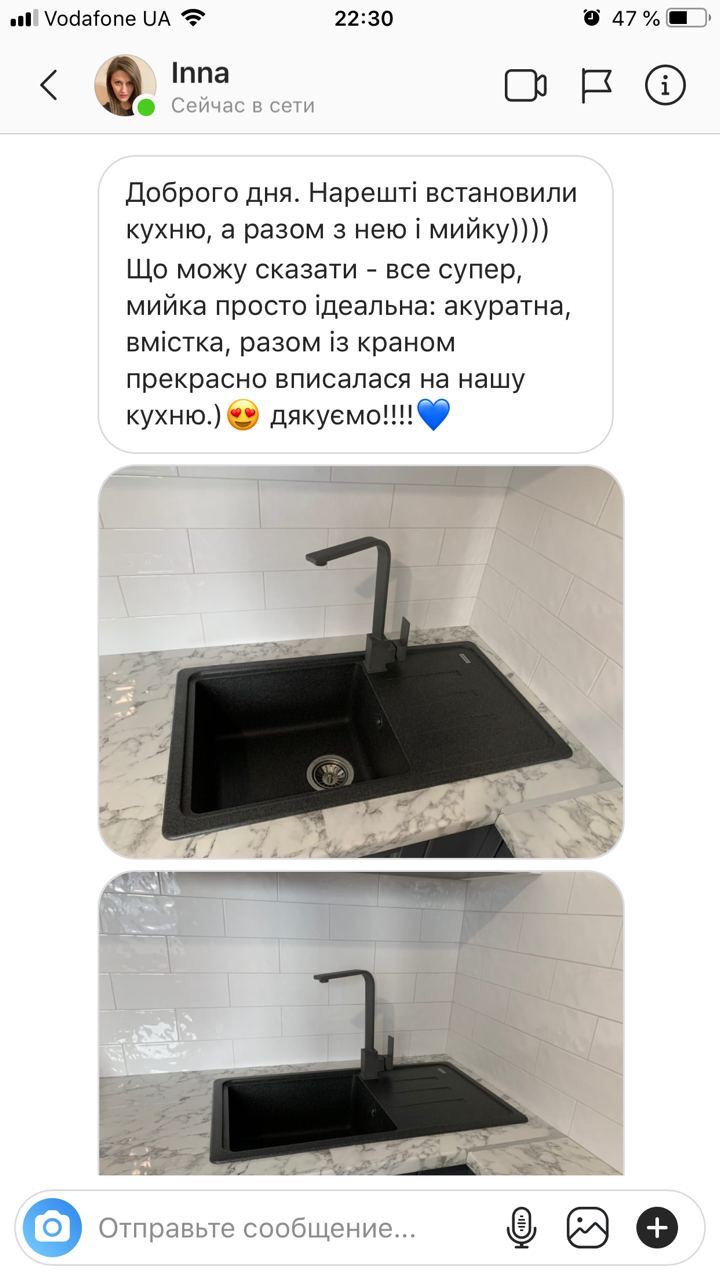 Vodafone UA 22:30 47 %
Inna
Сейчас в сети
Доброго дня. Нарешті встановили
кухню, а разом з нею і мийку))))
Що можу сказати - все супер,
мийка просто ідеальна: акуратна,
вмістка, разом із краном
прекрасно вписалася на нашу
кухню.)😍 дякуємо!!!!💙
Отправьте сообщение...